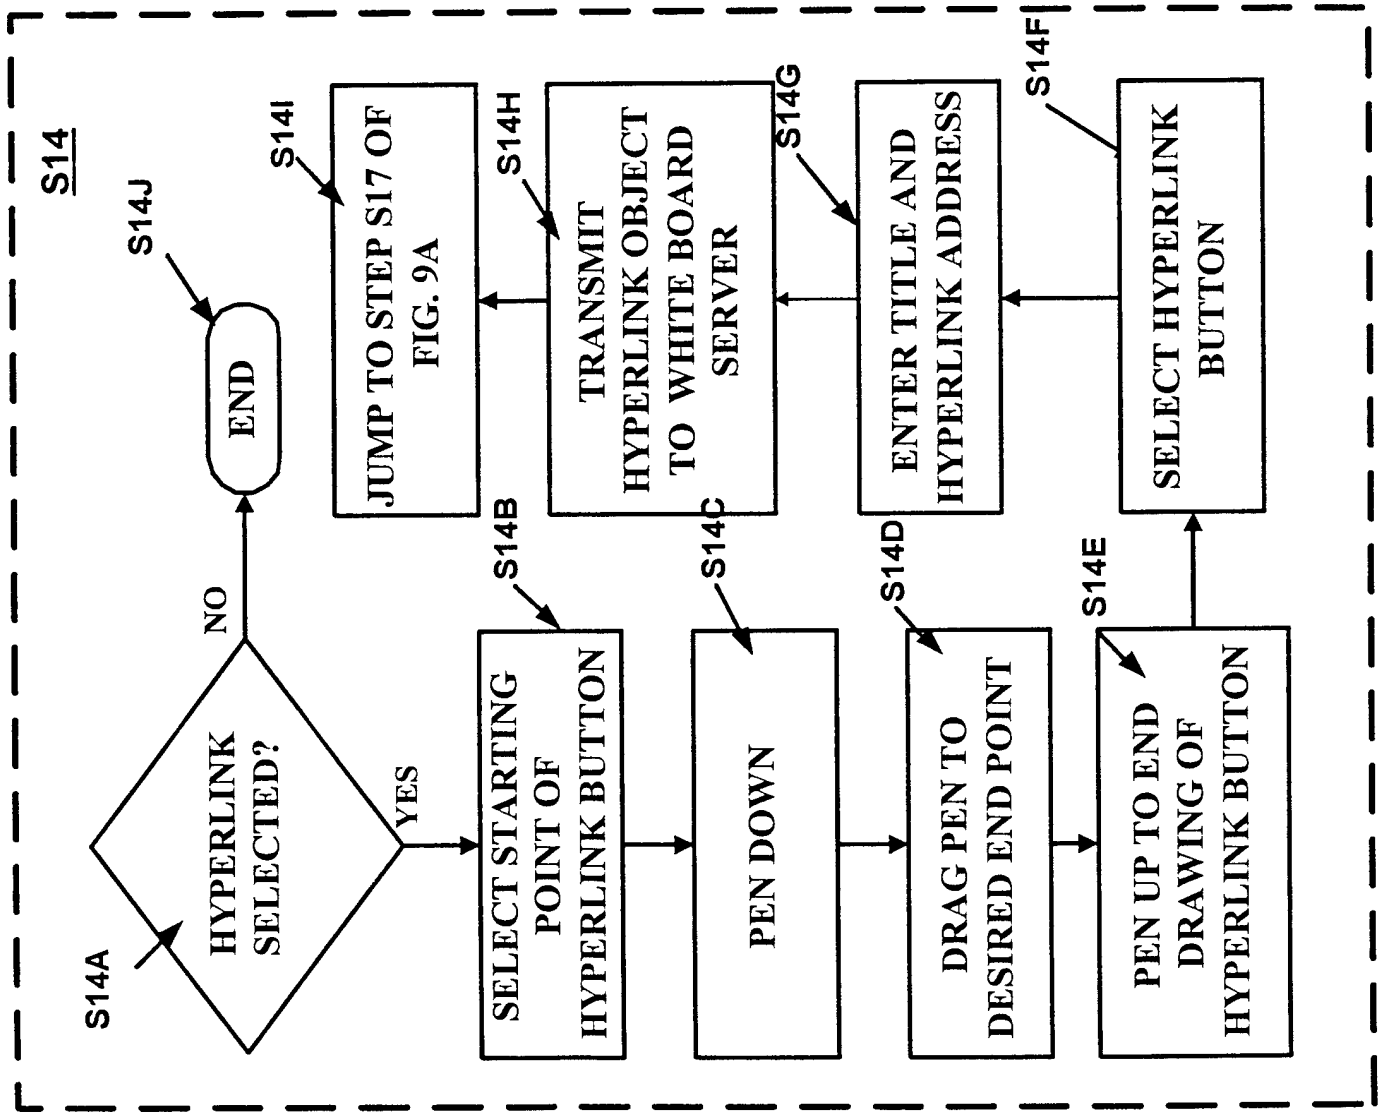 S14
S14A
HYPERLINK
SELECTED?
NO
S14J
END
YES
S14B
SELECT STARTING
POINT OF
HYPERLINK BUTTON
S14C
PEN DOWN
S14D
DRAG PEN TO
DESIRED END POINT
S14E
PEN UP TO END
DRAWING OF
HYPERLINK BUTTON
S14F
SELECT HYPERLINK
BUTTON
S14G
ENTER TITLE AND
HYPERLINK ADDRESS
S14H
TRANSMIT
HYPERLINK OBJECT
TO WHITE BOARD
SERVER
S14I
JUMP TO STEP S17 OF
FIG. 9A